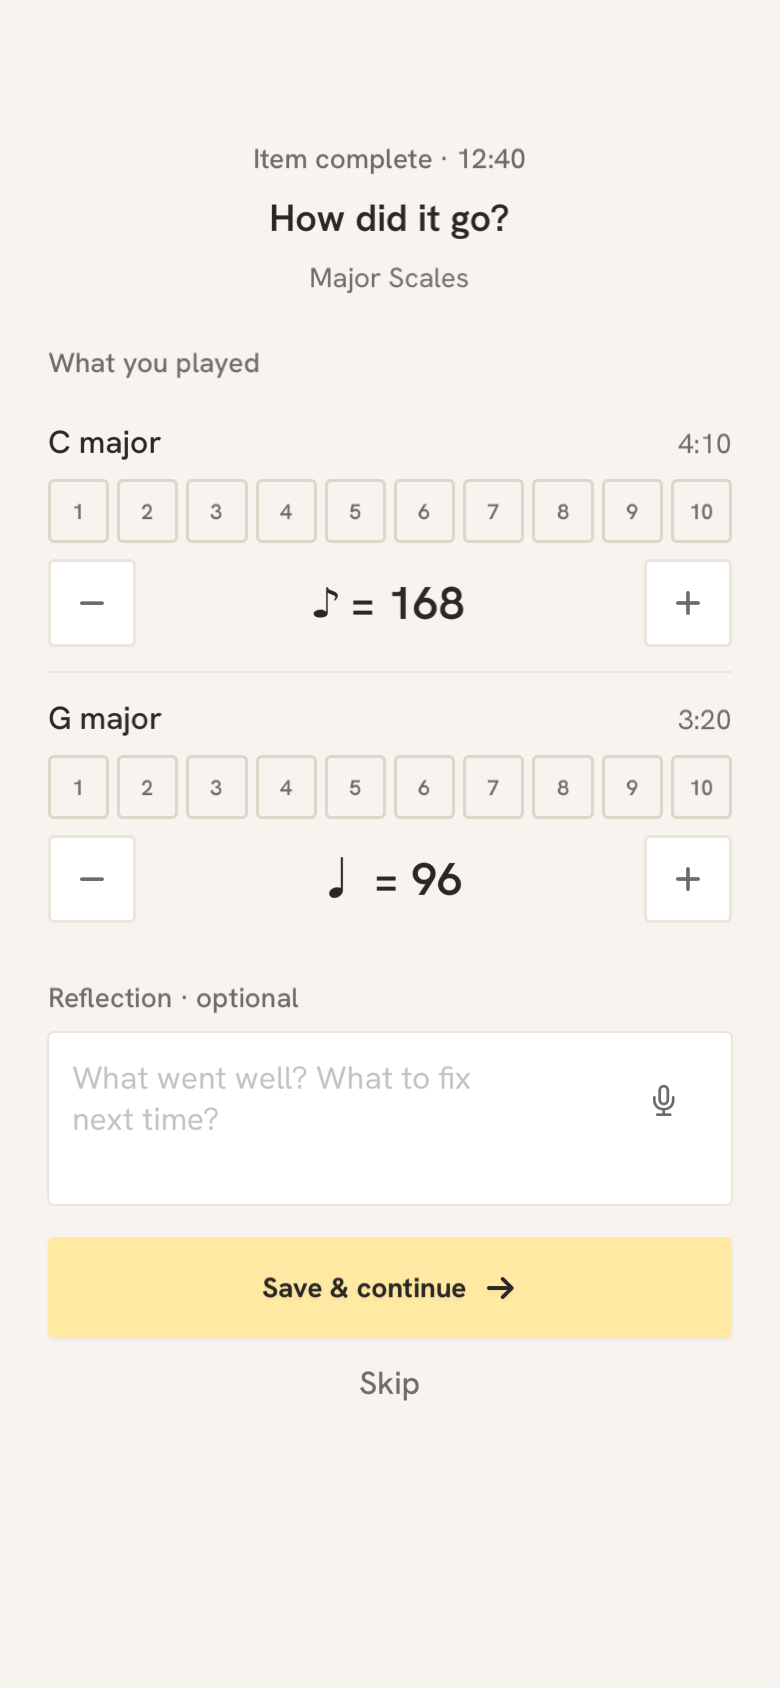 Item complete · 12:40
How did it go?
Major Scales
What you played
C major 4:10
1 2 3 4 5 6 7 8 9 10
− ♪ = 168 +
G major 3:20
1 2 3 4 5 6 7 8 9 10
− ♩ = 96 +
Reflection · optional
What went well? What to fix
next time?
Save & continue →
Skip